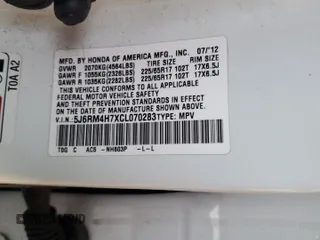 MFD. BY HONDA OF AMERICA MFG., INC. 07/12
GVWR 2070KG(4564LBS) TIRE SIZE RIM SIZE
GAWR F 1055KG(2326LBS) 225/65R17 102T 17X6.5J
GAWR R 1035KG(2282LBS) 225/65R17 102T 17X6.5J
THIS VEHICLE CONFORMS TO ALL APPLICABLE
FEDERAL MOTOR VEHICLE SAFETY
STANDARDS IN EFFECT
ON THE DATE OF MANUFACTURE SHOWN ABOVE.
V.I.N.: 5J6RM4H7XCL070283 TYPE: MPV
TDG C ACS -NH603P -L-L
T0A A2